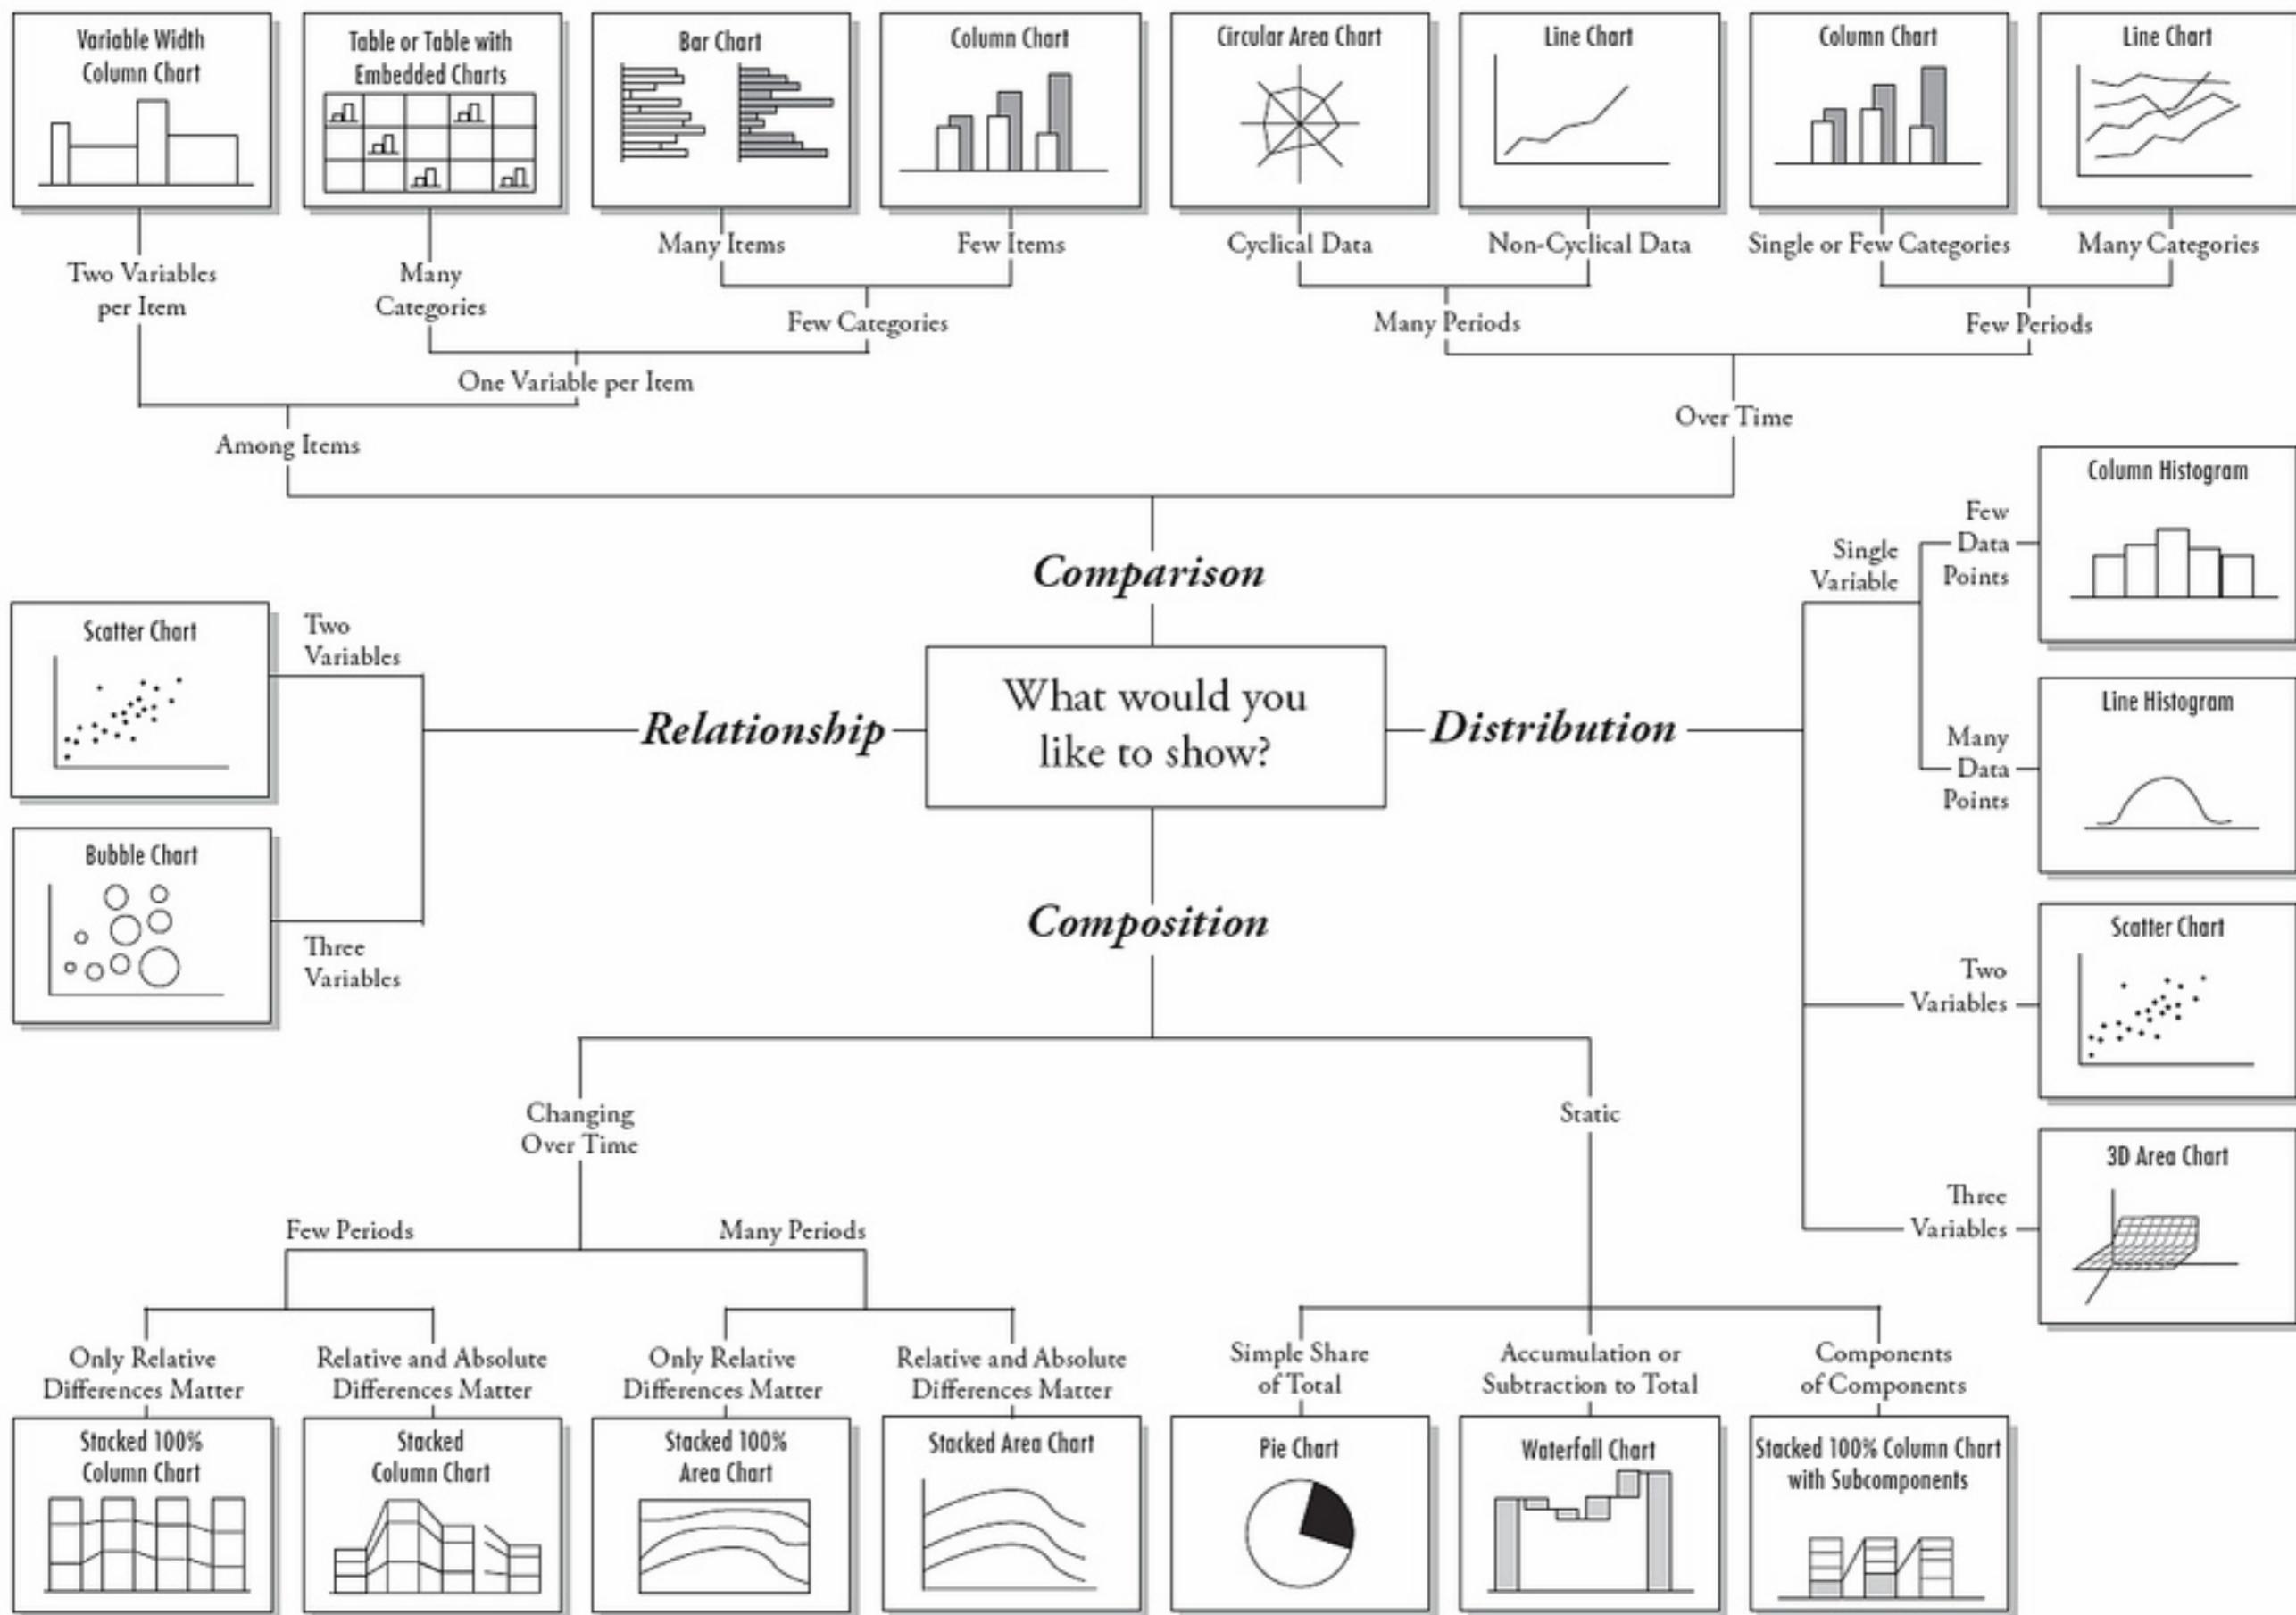 Variable Width
Column Chart
Table or Table with
Embedded Charts
Bar Chart
Column Chart
Circular Area Chart
Line Chart
Column Chart
Line Chart
Two Variables
per Item
Many
Categories
Many Items
Few Items
Cyclical Data
Non-Cyclical Data
Single or Few Categories
Many Categories
Few Categories
Many Periods
Few Periods
One Variable per Item
Among Items
Over Time
Comparison
What would you
like to show?
Relationship
Two
Variables
Scatter Chart
Three
Variables
Bubble Chart
Distribution
Single
Variable
Few
Data
Points
Column Histogram
Many
Data
Points
Line Histogram
Two
Variables
Scatter Chart
Three
Variables
3D Area Chart
Composition
Changing
Over Time
Static
Few Periods
Many Periods
Only Relative
Differences Matter
Relative and Absolute
Differences Matter
Only Relative
Differences Matter
Relative and Absolute
Differences Matter
Simple Share
of Total
Accumulation or
Subtraction to Total
Components
of Components
Stacked 100%
Column Chart
Stacked
Column Chart
Stacked 100%
Area Chart
Stacked Area Chart
Pie Chart
Waterfall Chart
Stacked 100% Column Chart
with Subcomponents